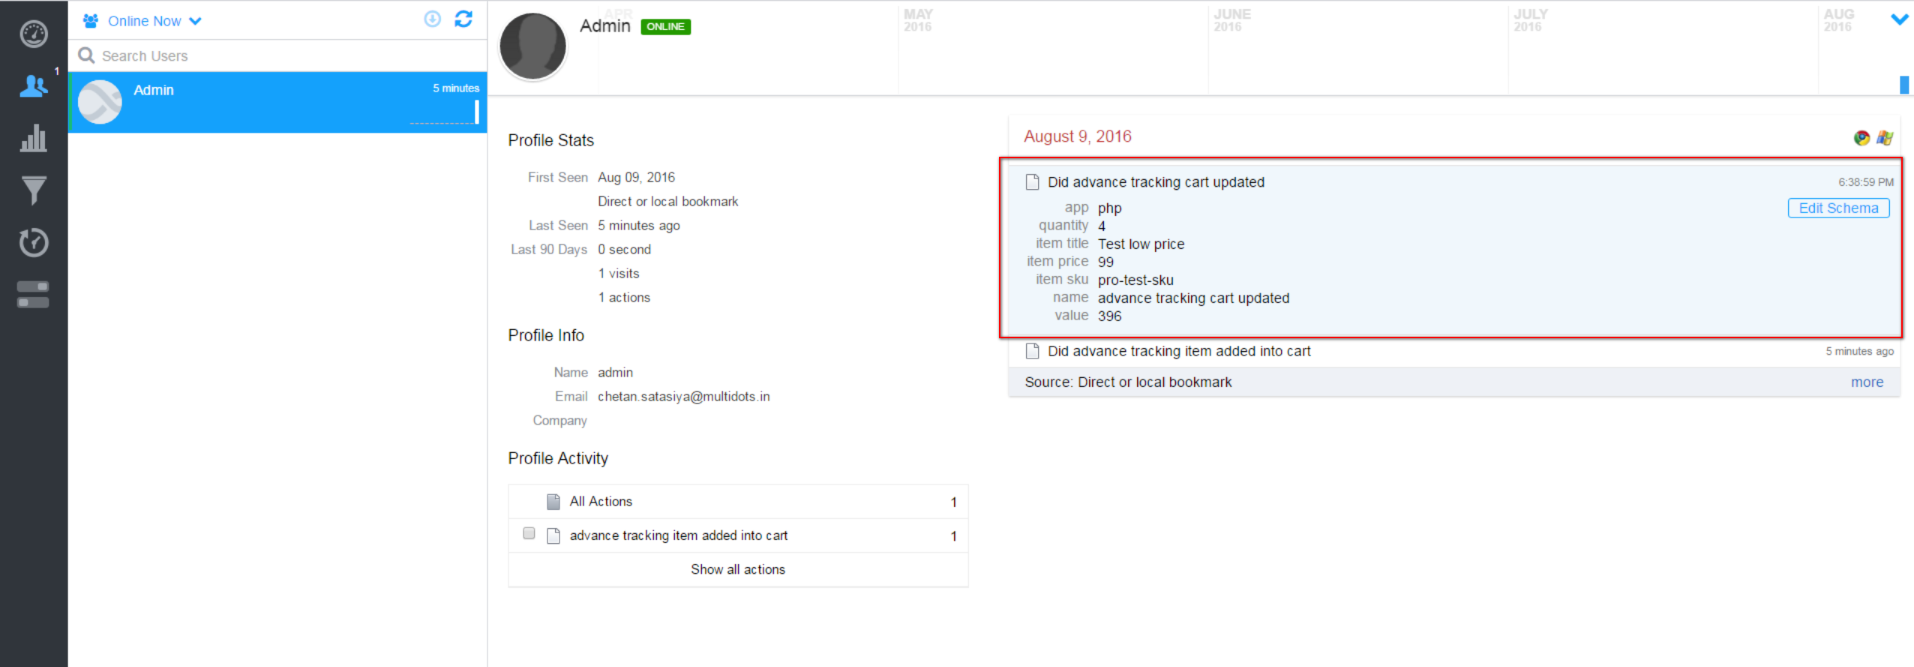 1
Online Now
Search Users
Admin
5 minutes
Admin ONLINE
APR
MAY
2016
JUNE
2016
JULY
2016
AUG
2016
Profile Stats
First Seen Aug 09, 2016
Direct or local bookmark
Last Seen 5 minutes ago
Last 90 Days 0 second
1 visits
1 actions
Profile Info
Name admin
Email chetan.satasiya@multidots.in
Company
Profile Activity
All Actions 1
advance tracking item added into cart 1
Show all actions
August 9, 2016
Did advance tracking cart updated 6:38:59 PM
Edit Schema
app php
quantity 4
item title Test low price
item price 99
item sku pro-test-sku
name advance tracking cart updated
value 396
Did advance tracking item added into cart 5 minutes ago
Source: Direct or local bookmark more